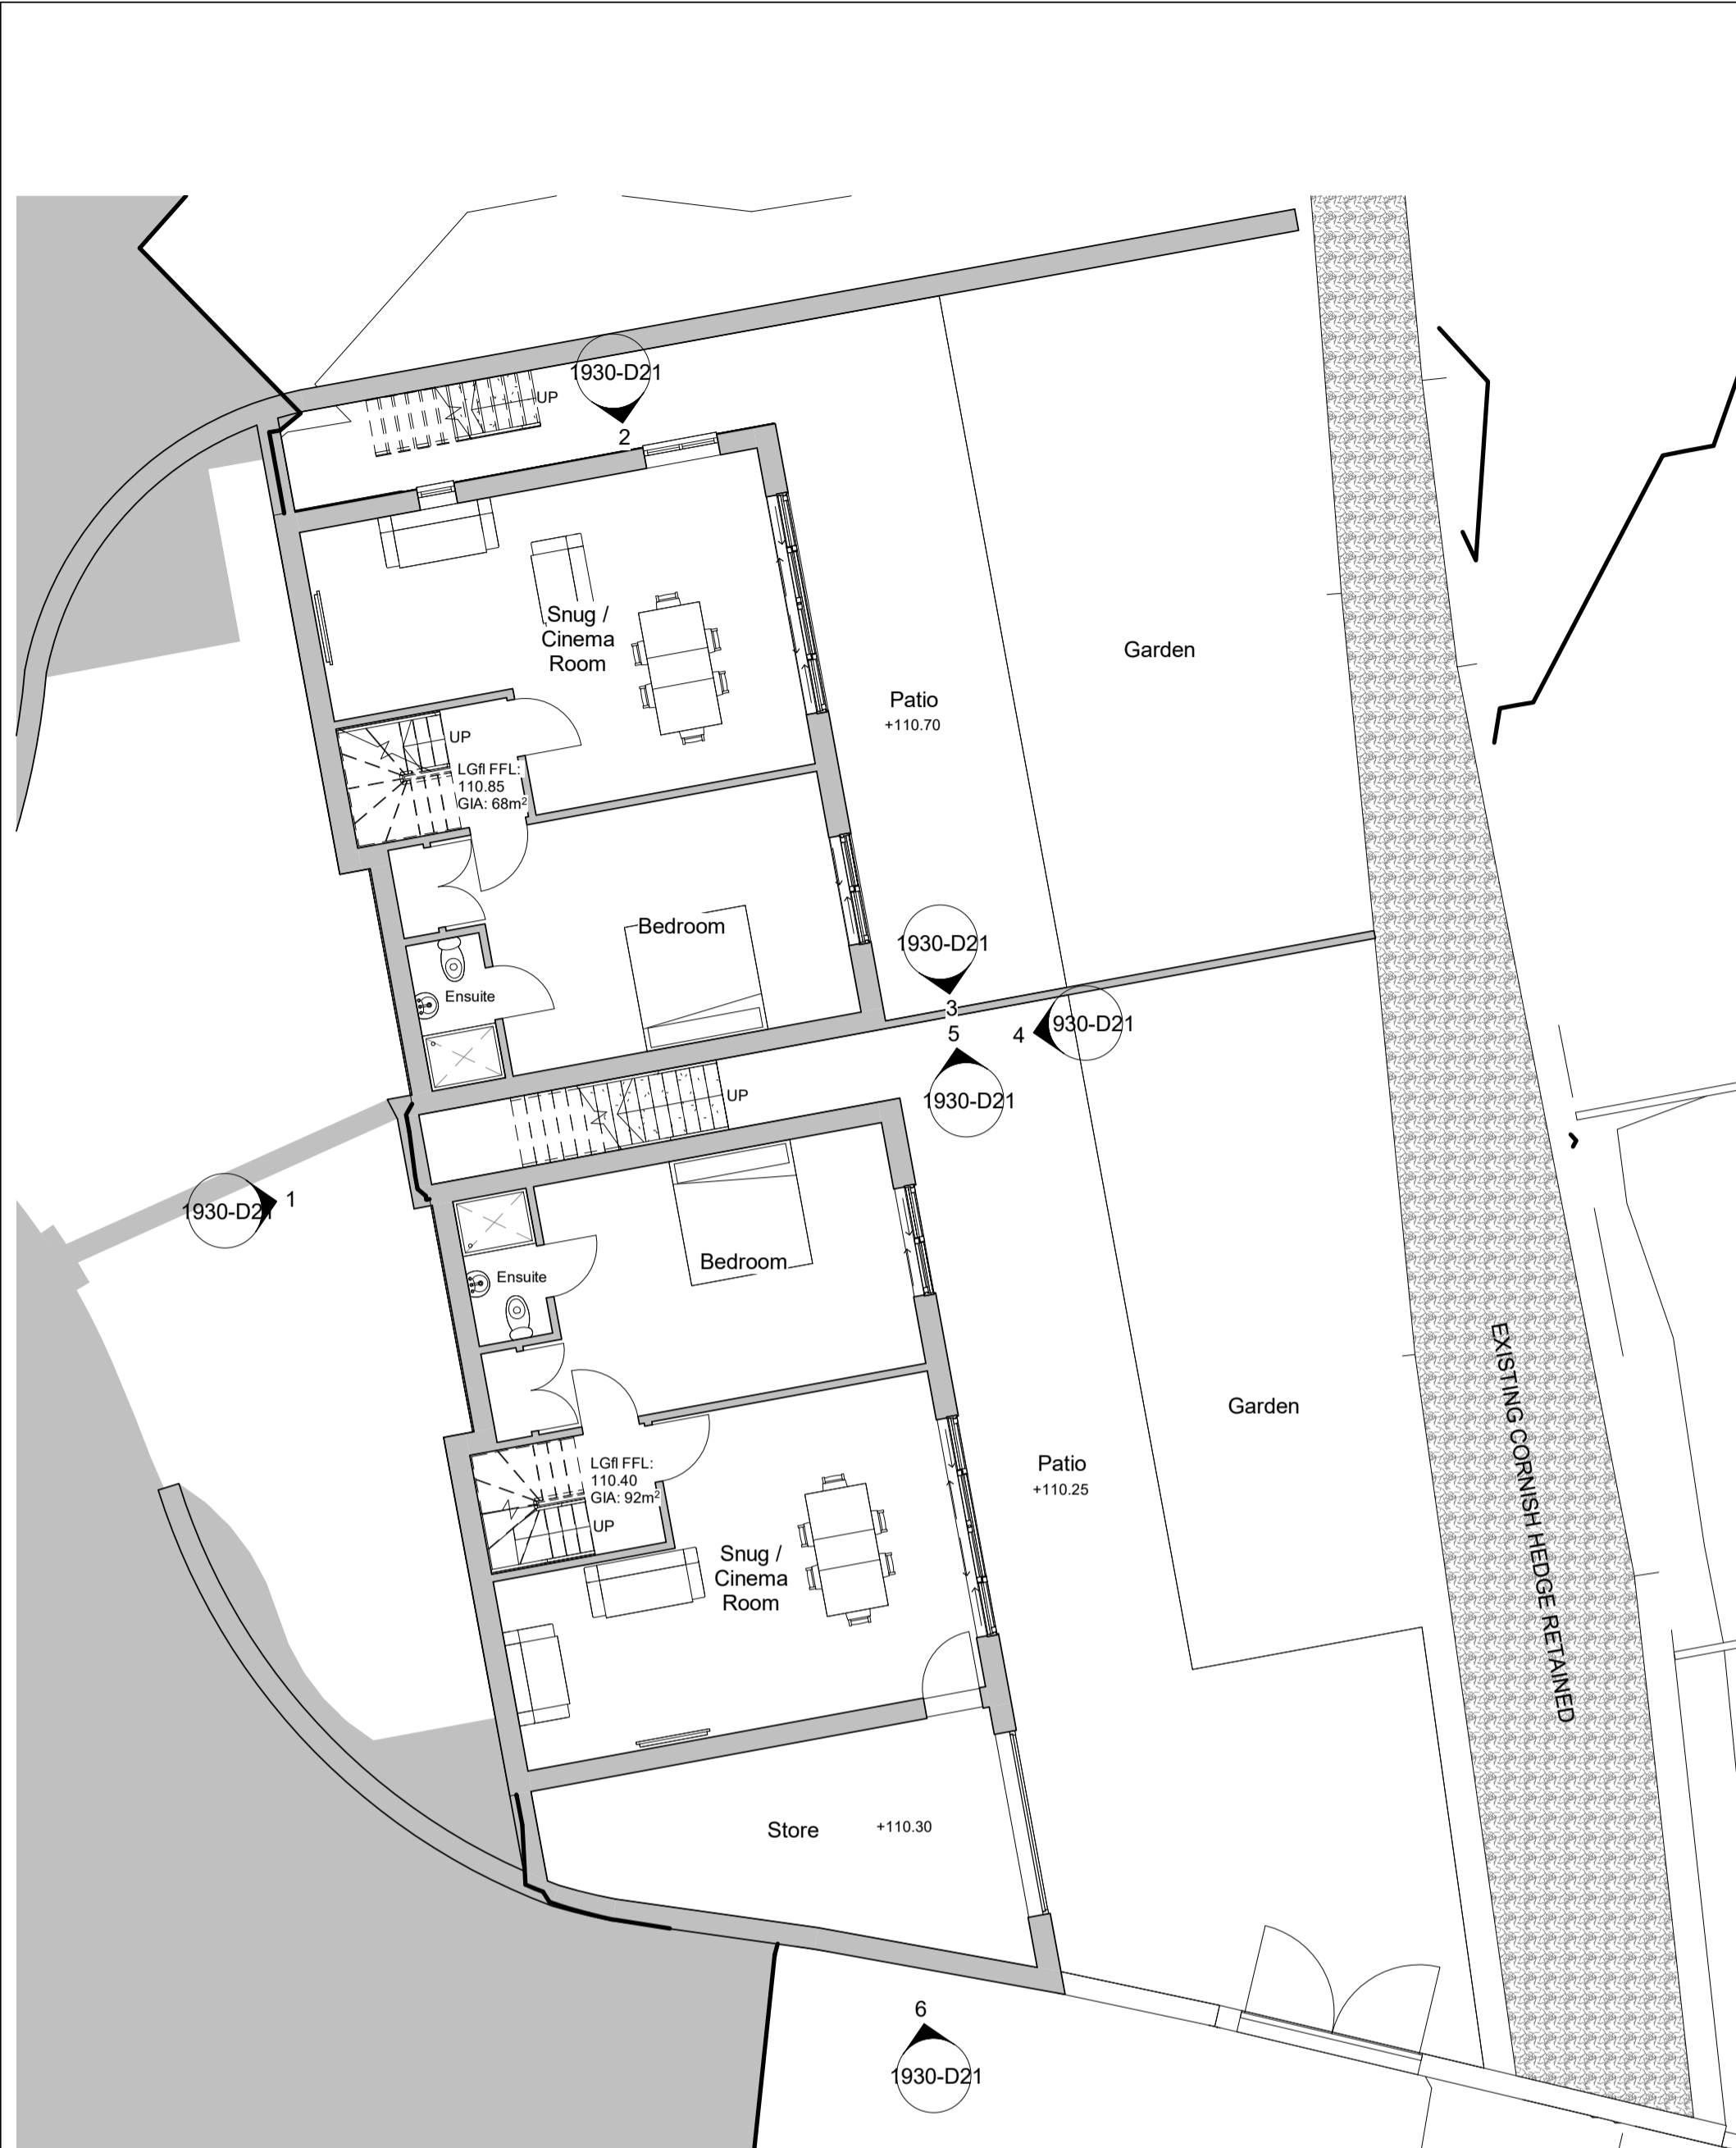 1930-D21
2
UP
Snug /
Cinema
Room
Garden
Patio
+110.70
UP
LGfl FFL:
110.85
GIA: 68m²
Bedroom
1930-D21
3
Ensuite
5
4
930-D21
UP
1930-D21
1930-D21
1
Bedroom
Ensuite
EXISTING CORNISH HEDGE RETAINED
Garden
Patio
+110.25
LGfl FFL:
110.40
GIA: 92m²
UP
Snug /
Cinema
Room
Store
+110.30
6
1930-D21